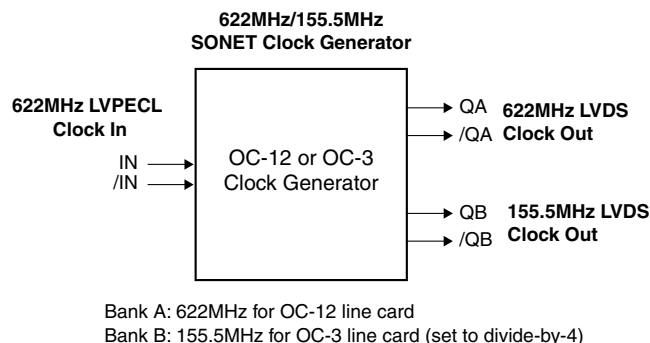 622MHz/155.5MHz
SONET Clock Generator
622MHz LVPECL
Clock In
IN
/IN
OC-12 or OC-3
Clock Generator
QA
/QA
622MHz LVDS
Clock Out
QB
/QB
155.5MHz LVDS
Clock Out
Bank A: 622MHz for OC-12 line card
Bank B: 155.5MHz for OC-3 line card (set to divide-by-4)